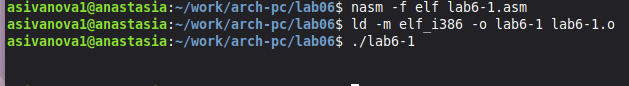 asivanova1@anastasia:~/work/arch-pc/lab06$ nasm -f elf lab6-1.asm
asivanova1@anastasia:~/work/arch-pc/lab06$ ld -m elf_i386 -o lab6-1 lab6-1.o
asivanova1@anastasia:~/work/arch-pc/lab06$ ./lab6-1